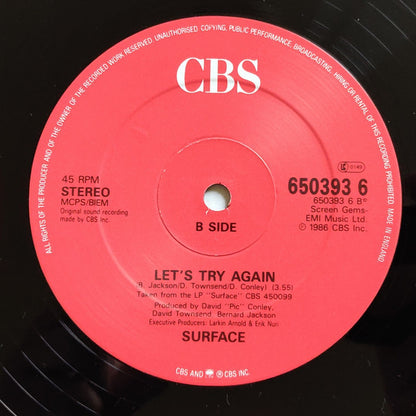 ALL RIGHTS OF THE PRODUCER AND OF THE OWNER OF THE RECORDED WORK RESERVED. UNAUTHORISED COPYING, PUBLIC PERFORMANCE, BROADCASTING, HIRING OR RENTAL OF THIS RECORDING PROHIBITED. MADE IN ENGLAND
CBS
45 RPM
STEREO
MCPS/BIEM
Original sound recording
made by CBS Inc.
B SIDE
650393 6
650393 6 B°
Screen Gems-
EMI Music Ltd.
℗ 1986 CBS Inc.
LET'S TRY AGAIN
(B. Jackson/D. Townsend/D. Conley) (3.55)
Taken from the LP "Surface" CBS 450099
Produced by David "Pic" Conley,
David Townsend, Bernard Jackson
Executive Producers: Larkin Arnold & Erik Nuri
SURFACE
CBS AND ® CBS INC.